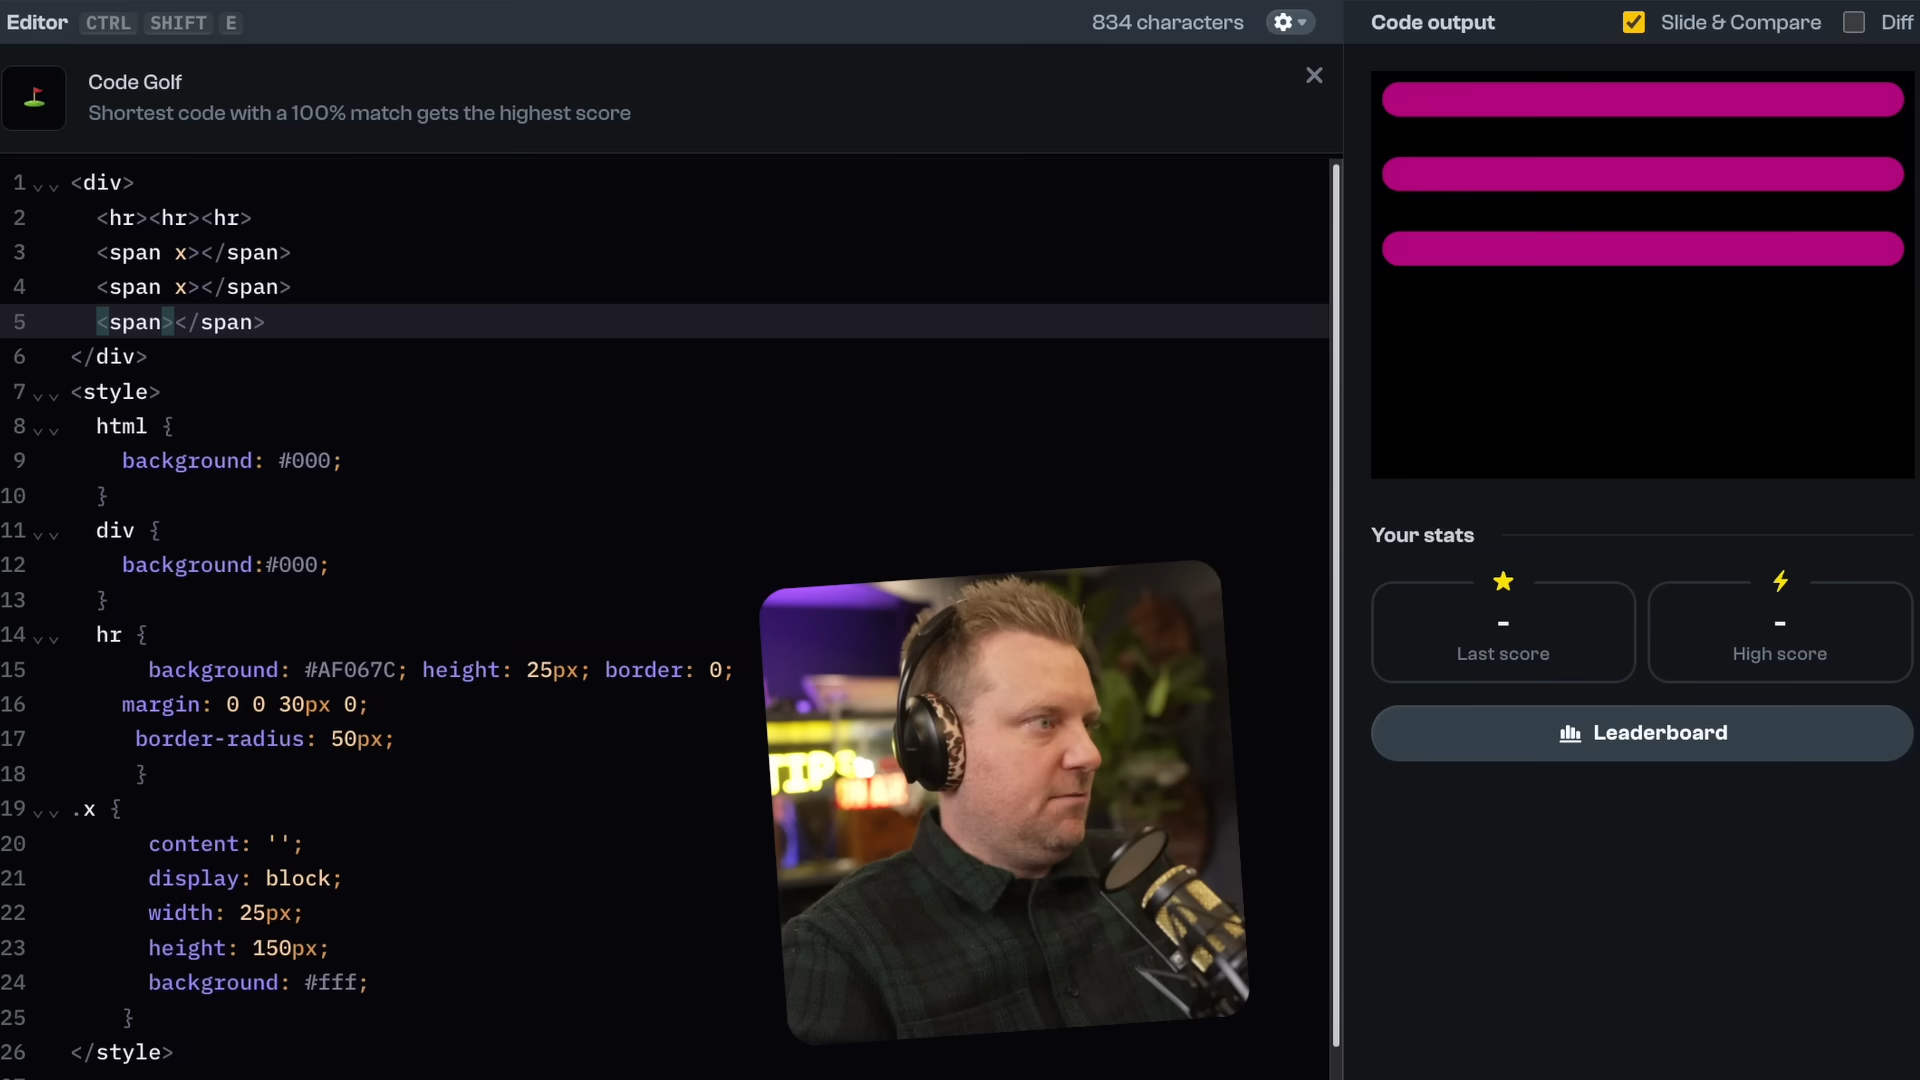 Editor CTRL SHIFT E
834 characters
Code Golf
Shortest code with a 100% match gets the highest score
1 <div>
2 <hr><hr><hr>
3 <span x></span>
4 <span x></span>
5 <span></span>
6 </div>
7 <style>
8 html {
9 background: #000;
10 }
11 div {
12 background:#000;
13 }
14 hr {
15 background: #AF067C; height: 25px; border: 0;
16 margin: 0 0 30px 0;
17 border-radius: 50px;
18 }
19 .x {
20 content: '';
21 display: block;
22 width: 25px;
23 height: 150px;
24 background: #fff;
25 }
26 </style>
TIPS
Code output
Slide & Compare
Diff
Your stats
-
Last score
-
High score
Leaderboard